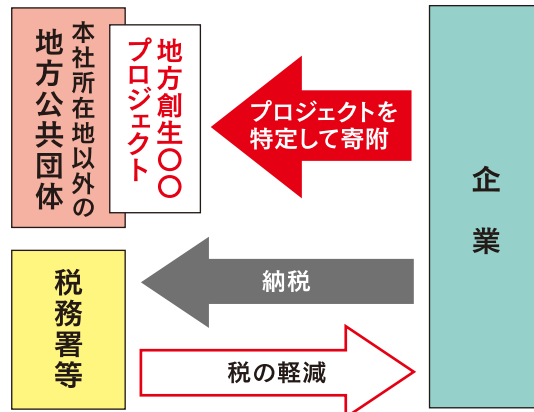 本社所在地以外の
地方公共団体
地方創生〇〇
プロジェクト
プロジェクトを
特定して寄附
企業
税務署等
納税
税の軽減